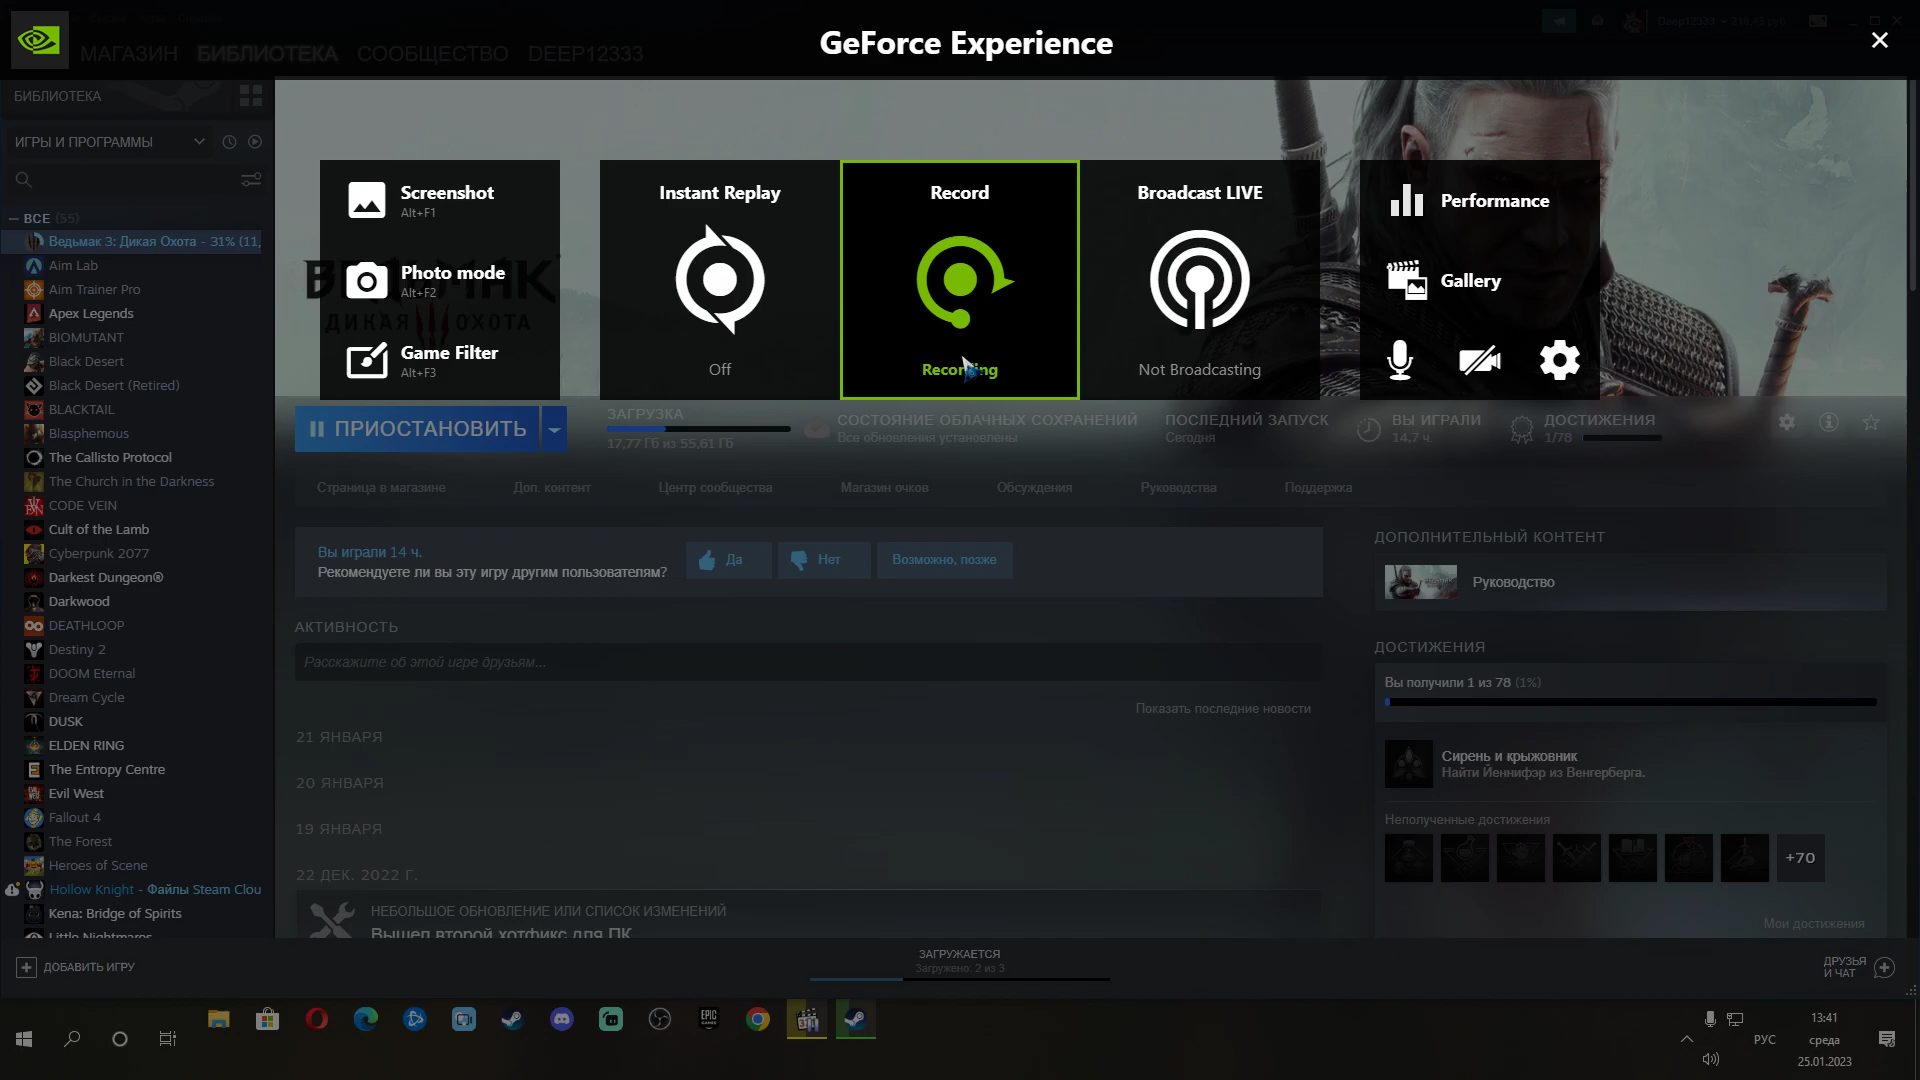 GeForce Experience
МАГАЗИН БИБЛИОТЕКА СООБЩЕСТВО DEEP12333
БИБЛИОТЕКА
ИГРЫ И ПРОГРАММЫ
ВСЕ (55)
Ведьмак 3: Дикая Охота - 31% (11,
Aim Lab
Aim Trainer Pro
Apex Legends
BIOMUTANT
Black Desert
Black Desert (Retired)
BLACKTAIL
Blasphemous
The Callisto Protocol
The Church in the Darkness
CODE VEIN
Cult of the Lamb
Cyberpunk 2077
Darkest Dungeon®
Darkwood
DEATHLOOP
Destiny 2
DOOM Eternal
Dream Cycle
DUSK
ELDEN RING
The Entropy Centre
Evil West
Fallout 4
The Forest
Heroes of Scene
Hollow Knight - Файлы Steam Clou
Kena: Bridge of Spirits
Little Nightmares
Screenshot
Alt+F1
Photo mode
Alt+F2
Game Filter
Alt+F3
ДИКАЯ ОХОТА
Instant Replay
Off
Record
Recording
Broadcast LIVE
Not Broadcasting
Performance
Gallery
ПРИОСТАНОВИТЬ
ЗАГРУЗКА
17,77 Гб из 55,61 Гб
СОСТОЯНИЕ ОБЛАЧНЫХ СОХРАНЕНИЙ
Все обновления установлены
ПОСЛЕДНИЙ ЗАПУСК
Сегодня
ВЫ ИГРАЛИ
14,7 ч.
ДОСТИЖЕНИЯ
1/78
Страница в магазине
Доп. контент
Центр сообщества
Магазин очков
Обсуждения
Руководства
Поддержка
Вы играли 14 ч.
Рекомендуете ли вы эту игру другим пользователям?
Да
Нет
Возможно, позже
АКТИВНОСТЬ
Расскажите об этой игре друзьям...
Показать последние новости
21 ЯНВАРЯ
20 ЯНВАРЯ
19 ЯНВАРЯ
22 ДЕК. 2022 Г.
НЕБОЛЬШОЕ ОБНОВЛЕНИЕ ИЛИ СПИСОК ИЗМЕНЕНИЙ
Вышел второй хотфикс для ПК
ДОПОЛНИТЕЛЬНЫЙ КОНТЕНТ
Руководство
ДОСТИЖЕНИЯ
Вы получили 1 из 78 (1%)
Сирень и крыжовник
Найти Йеннифэр из Венгерберга.
Неполученные достижения
+70
Мои достижения
ДОБАВИТЬ ИГРУ
ЗАГРУЖАЕТСЯ
Загружено: 2 из 3
ДРУЗЬЯ
И ЧАТ
EPIC
GAMES
РУС
13:41
среда
25.01.2023